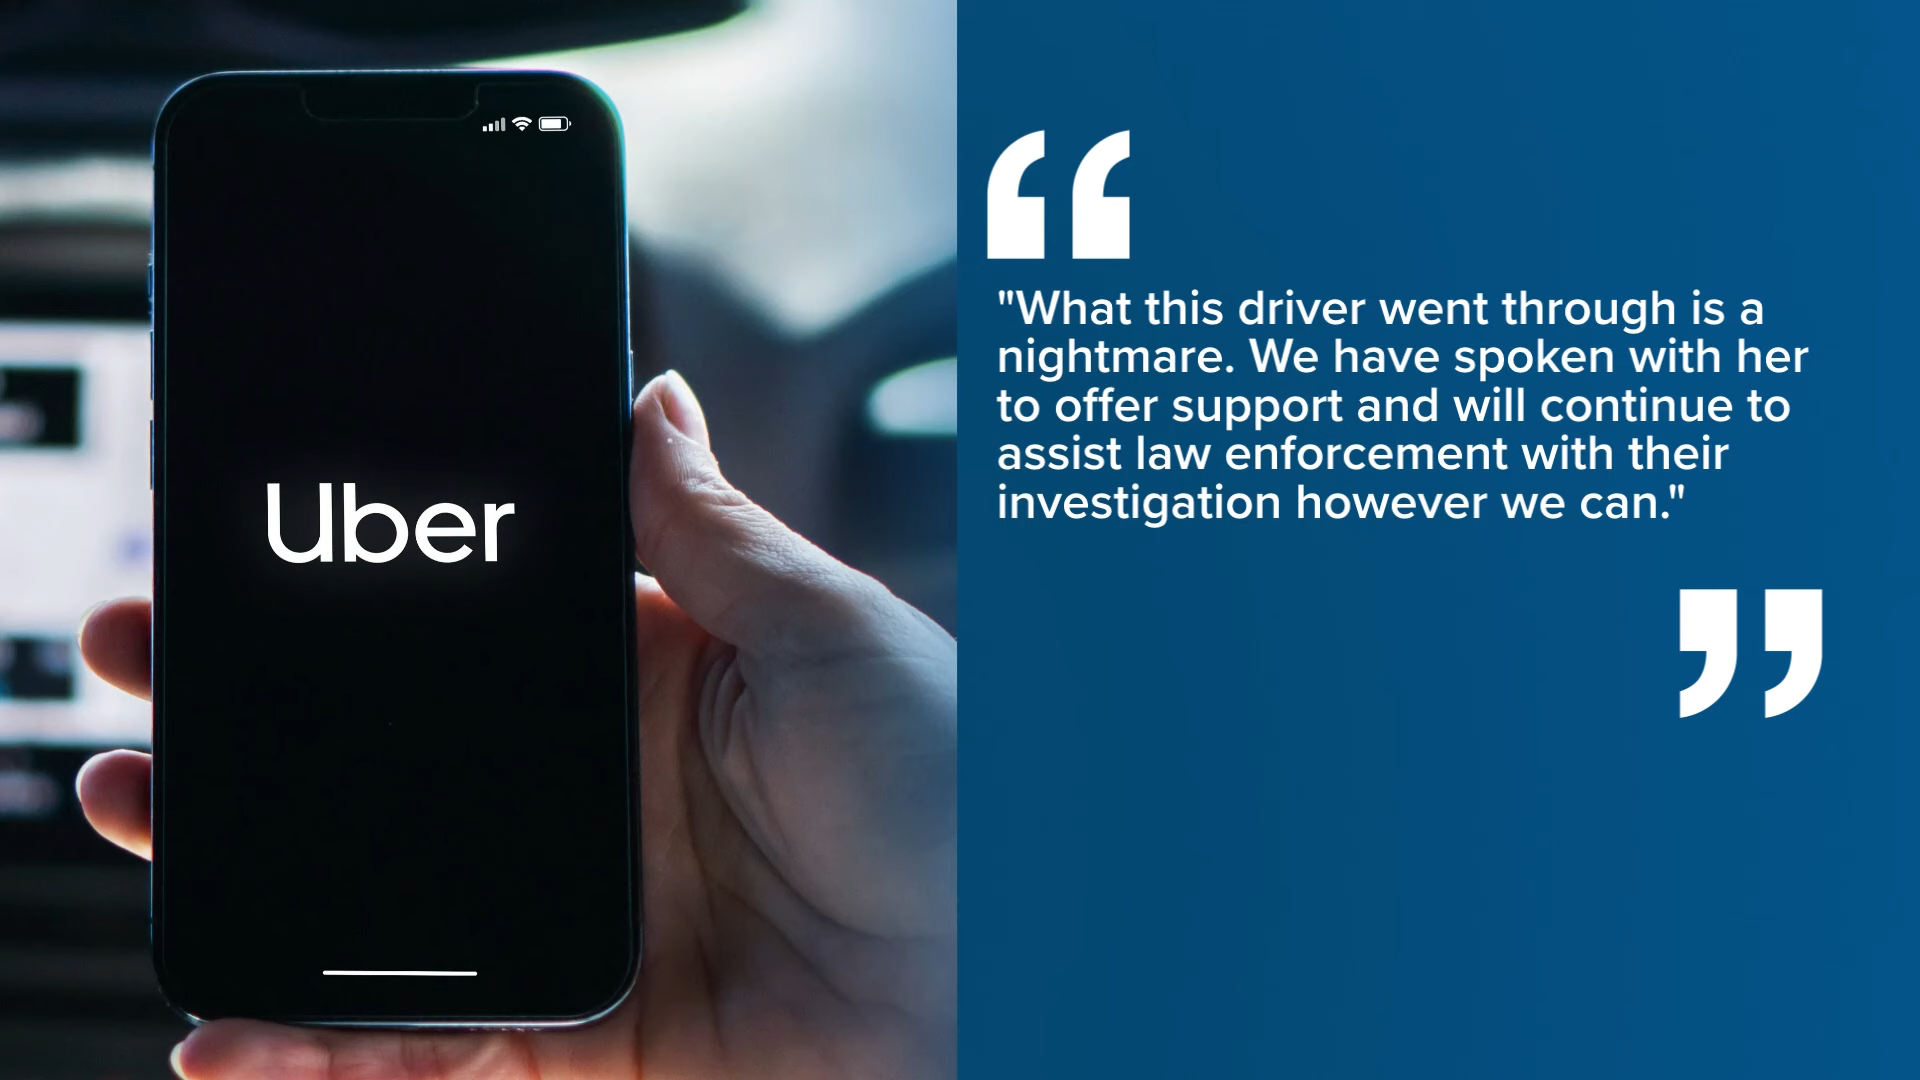 Uber
“
"What this driver went through is a
nightmare. We have spoken with her
to offer support and will continue to
assist law enforcement with their
investigation however we can."
”